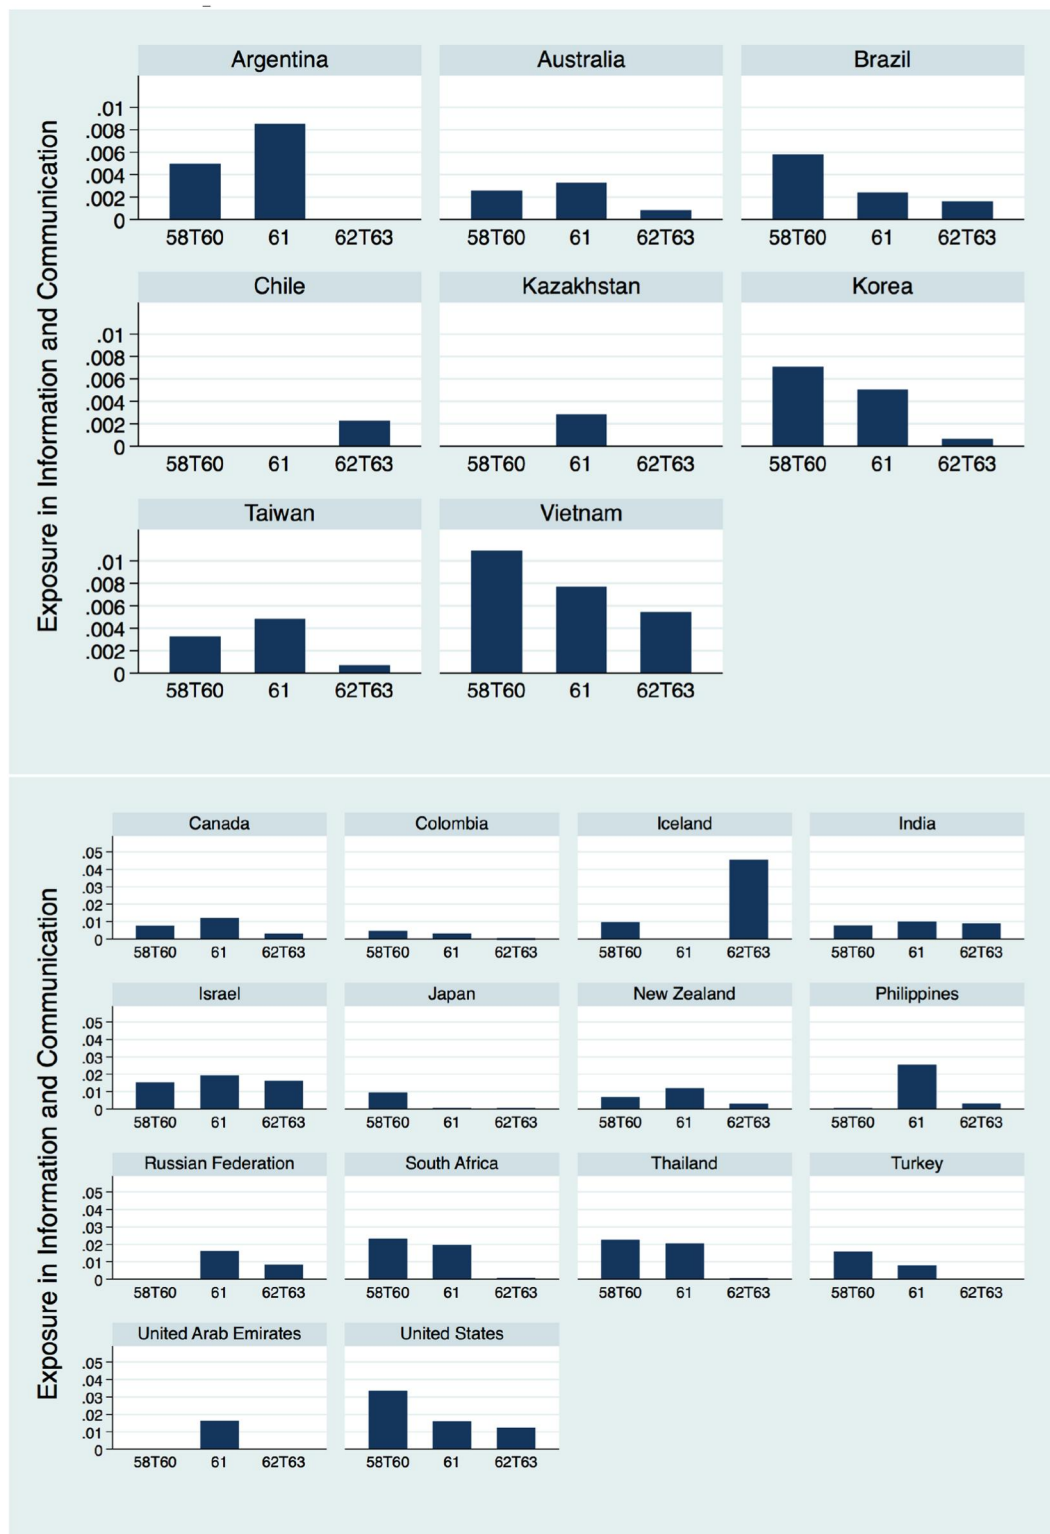 Exposure in Information and Communication
Argentina Australia Brazil
.01
.008
.006
.004
.002
0
58T60 61 62T63 58T60 61 62T63 58T60 61 62T63
Chile Kazakhstan Korea
.01
.008
.006
.004
.002
0
58T60 61 62T63 58T60 61 62T63 58T60 61 62T63
Taiwan Vietnam
.01
.008
.006
.004
.002
0
58T60 61 62T63 58T60 61 62T63
Exposure in Information and Communication
Canada Colombia Iceland India
.05
.04
.03
.02
.01
0
58T60 61 62T63 58T60 61 62T63 58T60 61 62T63 58T60 61 62T63
Israel Japan New Zealand Philippines
.05
.04
.03
.02
.01
0
58T60 61 62T63 58T60 61 62T63 58T60 61 62T63 58T60 61 62T63
Russian Federation South Africa Thailand Turkey
.05
.04
.03
.02
.01
0
58T60 61 62T63 58T60 61 62T63 58T60 61 62T63 58T60 61 62T63
United Arab Emirates United States
.05
.04
.03
.02
.01
0
58T60 61 62T63 58T60 61 62T63